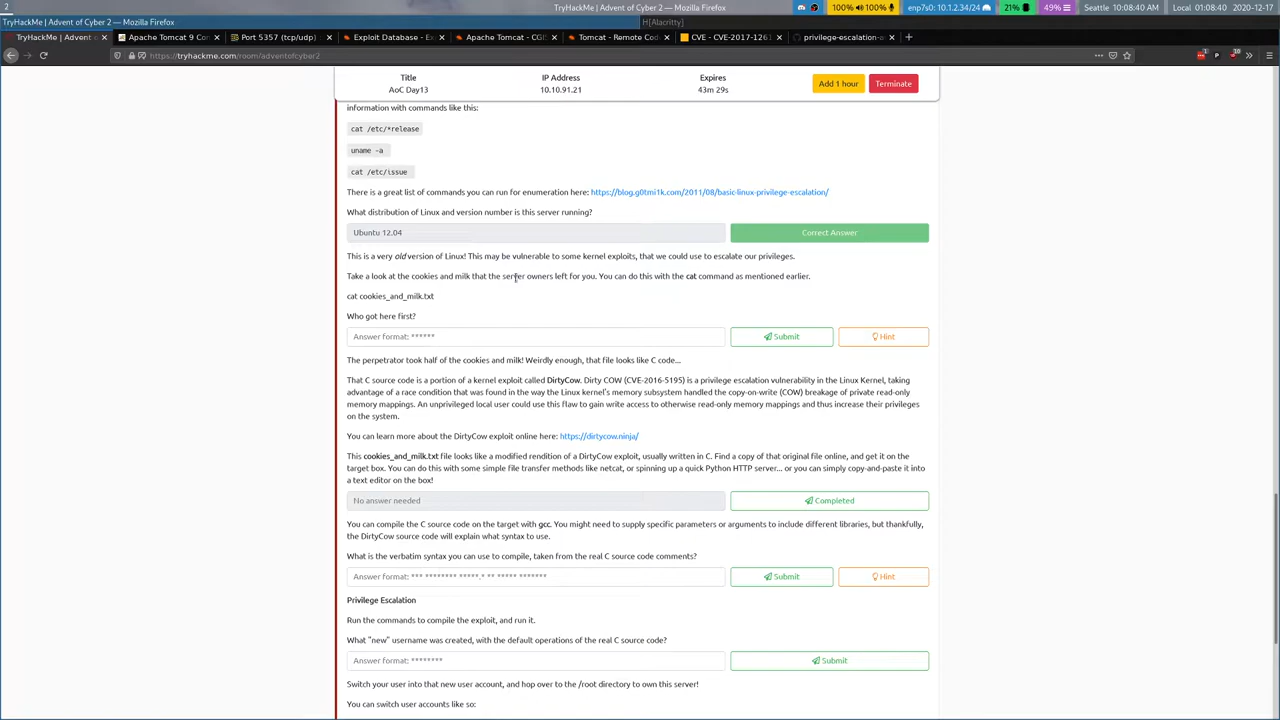 2
TryHackMe | Advent of Cyber 2 — Mozilla Firefox
100% 100%
enp7s0: 10.1.2.34/24
21%
49%
Seattle 10:08:40 AM
Local 01:08:40
2020-12-17
TryHackMe | Advent of Cyber 2 — Mozilla Firefox
H[Alacritty]
TryHackMe | Advent c
Apache Tomcat 9 Con
Port 5357 (tcp/udp)
Exploit Database - Ex
Apache Tomcat - CGIS
Tomcat - Remote Cod
CVE - CVE-2017-1261
privilege-escalation-a
https://tryhackme.com/room/adventofcyber2
Title
AoC Day13
IP Address
10.10.91.21
Expires
43m 29s
Add 1 hour
Terminate
information with commands like this:
cat /etc/*release
uname -a
cat /etc/issue
There is a great list of commands you can run for enumeration here: https://blog.g0tmi1k.com/2011/08/basic-linux-privilege-escalation/
What distribution of Linux and version number is this server running?
Ubuntu 12.04
Correct Answer
This is a very old version of Linux! This may be vulnerable to some kernel exploits, that we could use to escalate our privileges.
Take a look at the cookies and milk that the server owners left for you. You can do this with the cat command as mentioned earlier.
cat cookies_and_milk.txt
Who got here first?
Answer format: ******
Submit
Hint
The perpetrator took half of the cookies and milk! Weirdly enough, that file looks like C code...
That C source code is a portion of a kernel exploit called DirtyCow. Dirty COW (CVE-2016-5195) is a privilege escalation vulnerability in the Linux Kernel, taking
advantage of a race condition that was found in the way the Linux kernel's memory subsystem handled the copy-on-write (COW) breakage of private read-only
memory mappings. An unprivileged local user could use this flaw to gain write access to otherwise read-only memory mappings and thus increase their privileges
on the system.
You can learn more about the DirtyCow exploit online here: https://dirtycow.ninja/
This cookies_and_milk.txt file looks like a modified rendition of a DirtyCow exploit, usually written in C. Find a copy of that original file online, and get it on the
target box. You can do this with some simple file transfer methods like netcat, or spinning up a quick Python HTTP server... or you can simply copy-and-paste it into
a text editor on the box!
No answer needed
Completed
You can compile the C source code on the target with gcc. You might need to supply specific parameters or arguments to include different libraries, but thankfully,
the DirtyCow source code will explain what syntax to use.
What is the verbatim syntax you can use to compile, taken from the real C source code comments?
Answer format: *** ******** *****.* ** ***** *******
Submit
Hint
Privilege Escalation
Run the commands to compile the exploit, and run it.
What "new" username was created, with the default operations of the real C source code?
Answer format: ********
Submit
Switch your user into that new user account, and hop over to the /root directory to own this server!
You can switch user accounts like so: